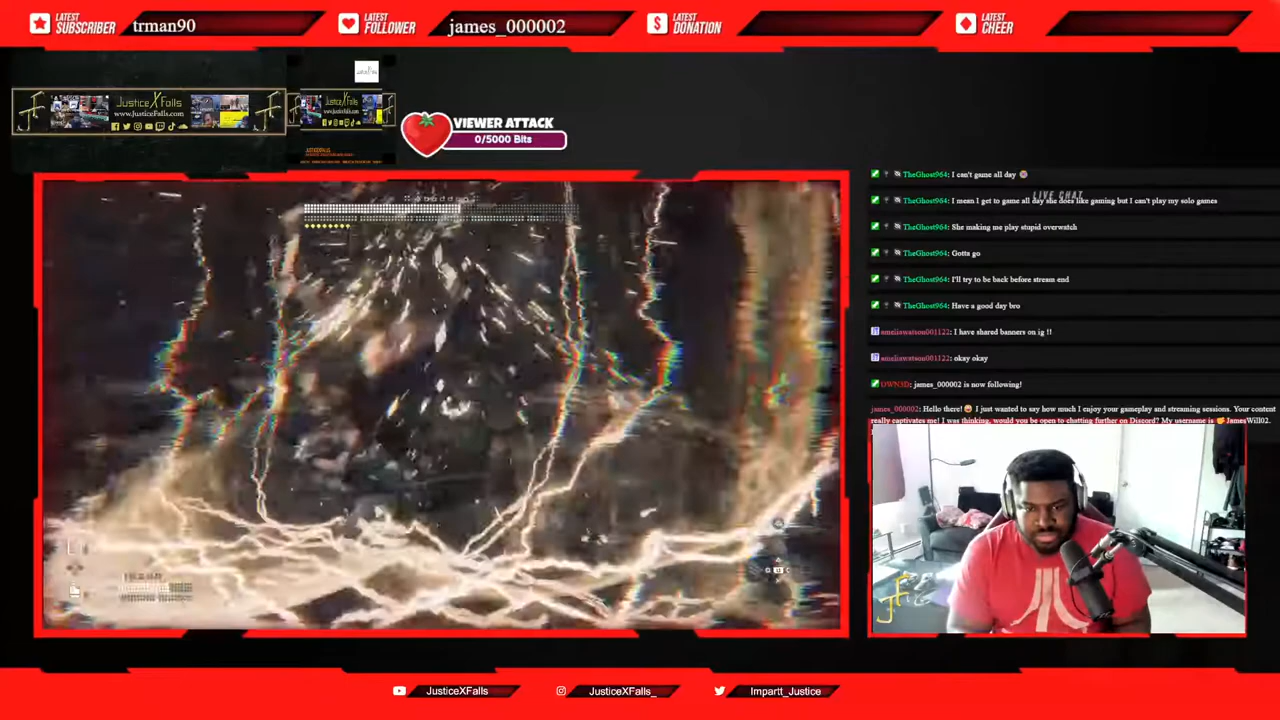 LATEST
SUBSCRIBER
trman90
LATEST
FOLLOWER
james_000002
LATEST
DONATION
LATEST
CHEER
JusticeXFalls
www.JusticeFalls.com
VIEWER ATTACK
0/5000 Bits
LIVE CHAT
TheGhost964: I can't game all day
TheGhost964: I mean I get to game all day she does like gaming but I can't play my solo games
TheGhost964: She making me play stupid overwatch
TheGhost964: Gotta go
TheGhost964: I'll try to be back before stream end
TheGhost964: Have a good day bro
ameliawatson001122: I have shared banners on ig !!
ameliawatson001122: okay okay
OWN3D: james_000002 is now following!
james_000002: Hello there! I just wanted to say how much I enjoy your gameplay and streaming sessions. Your content
really captivates me! I was thinking, would you be open to chatting further on Discord? My username is JamesWill02.
JF
JusticeXFalls
JusticeXFalls_
Impartt_Justice